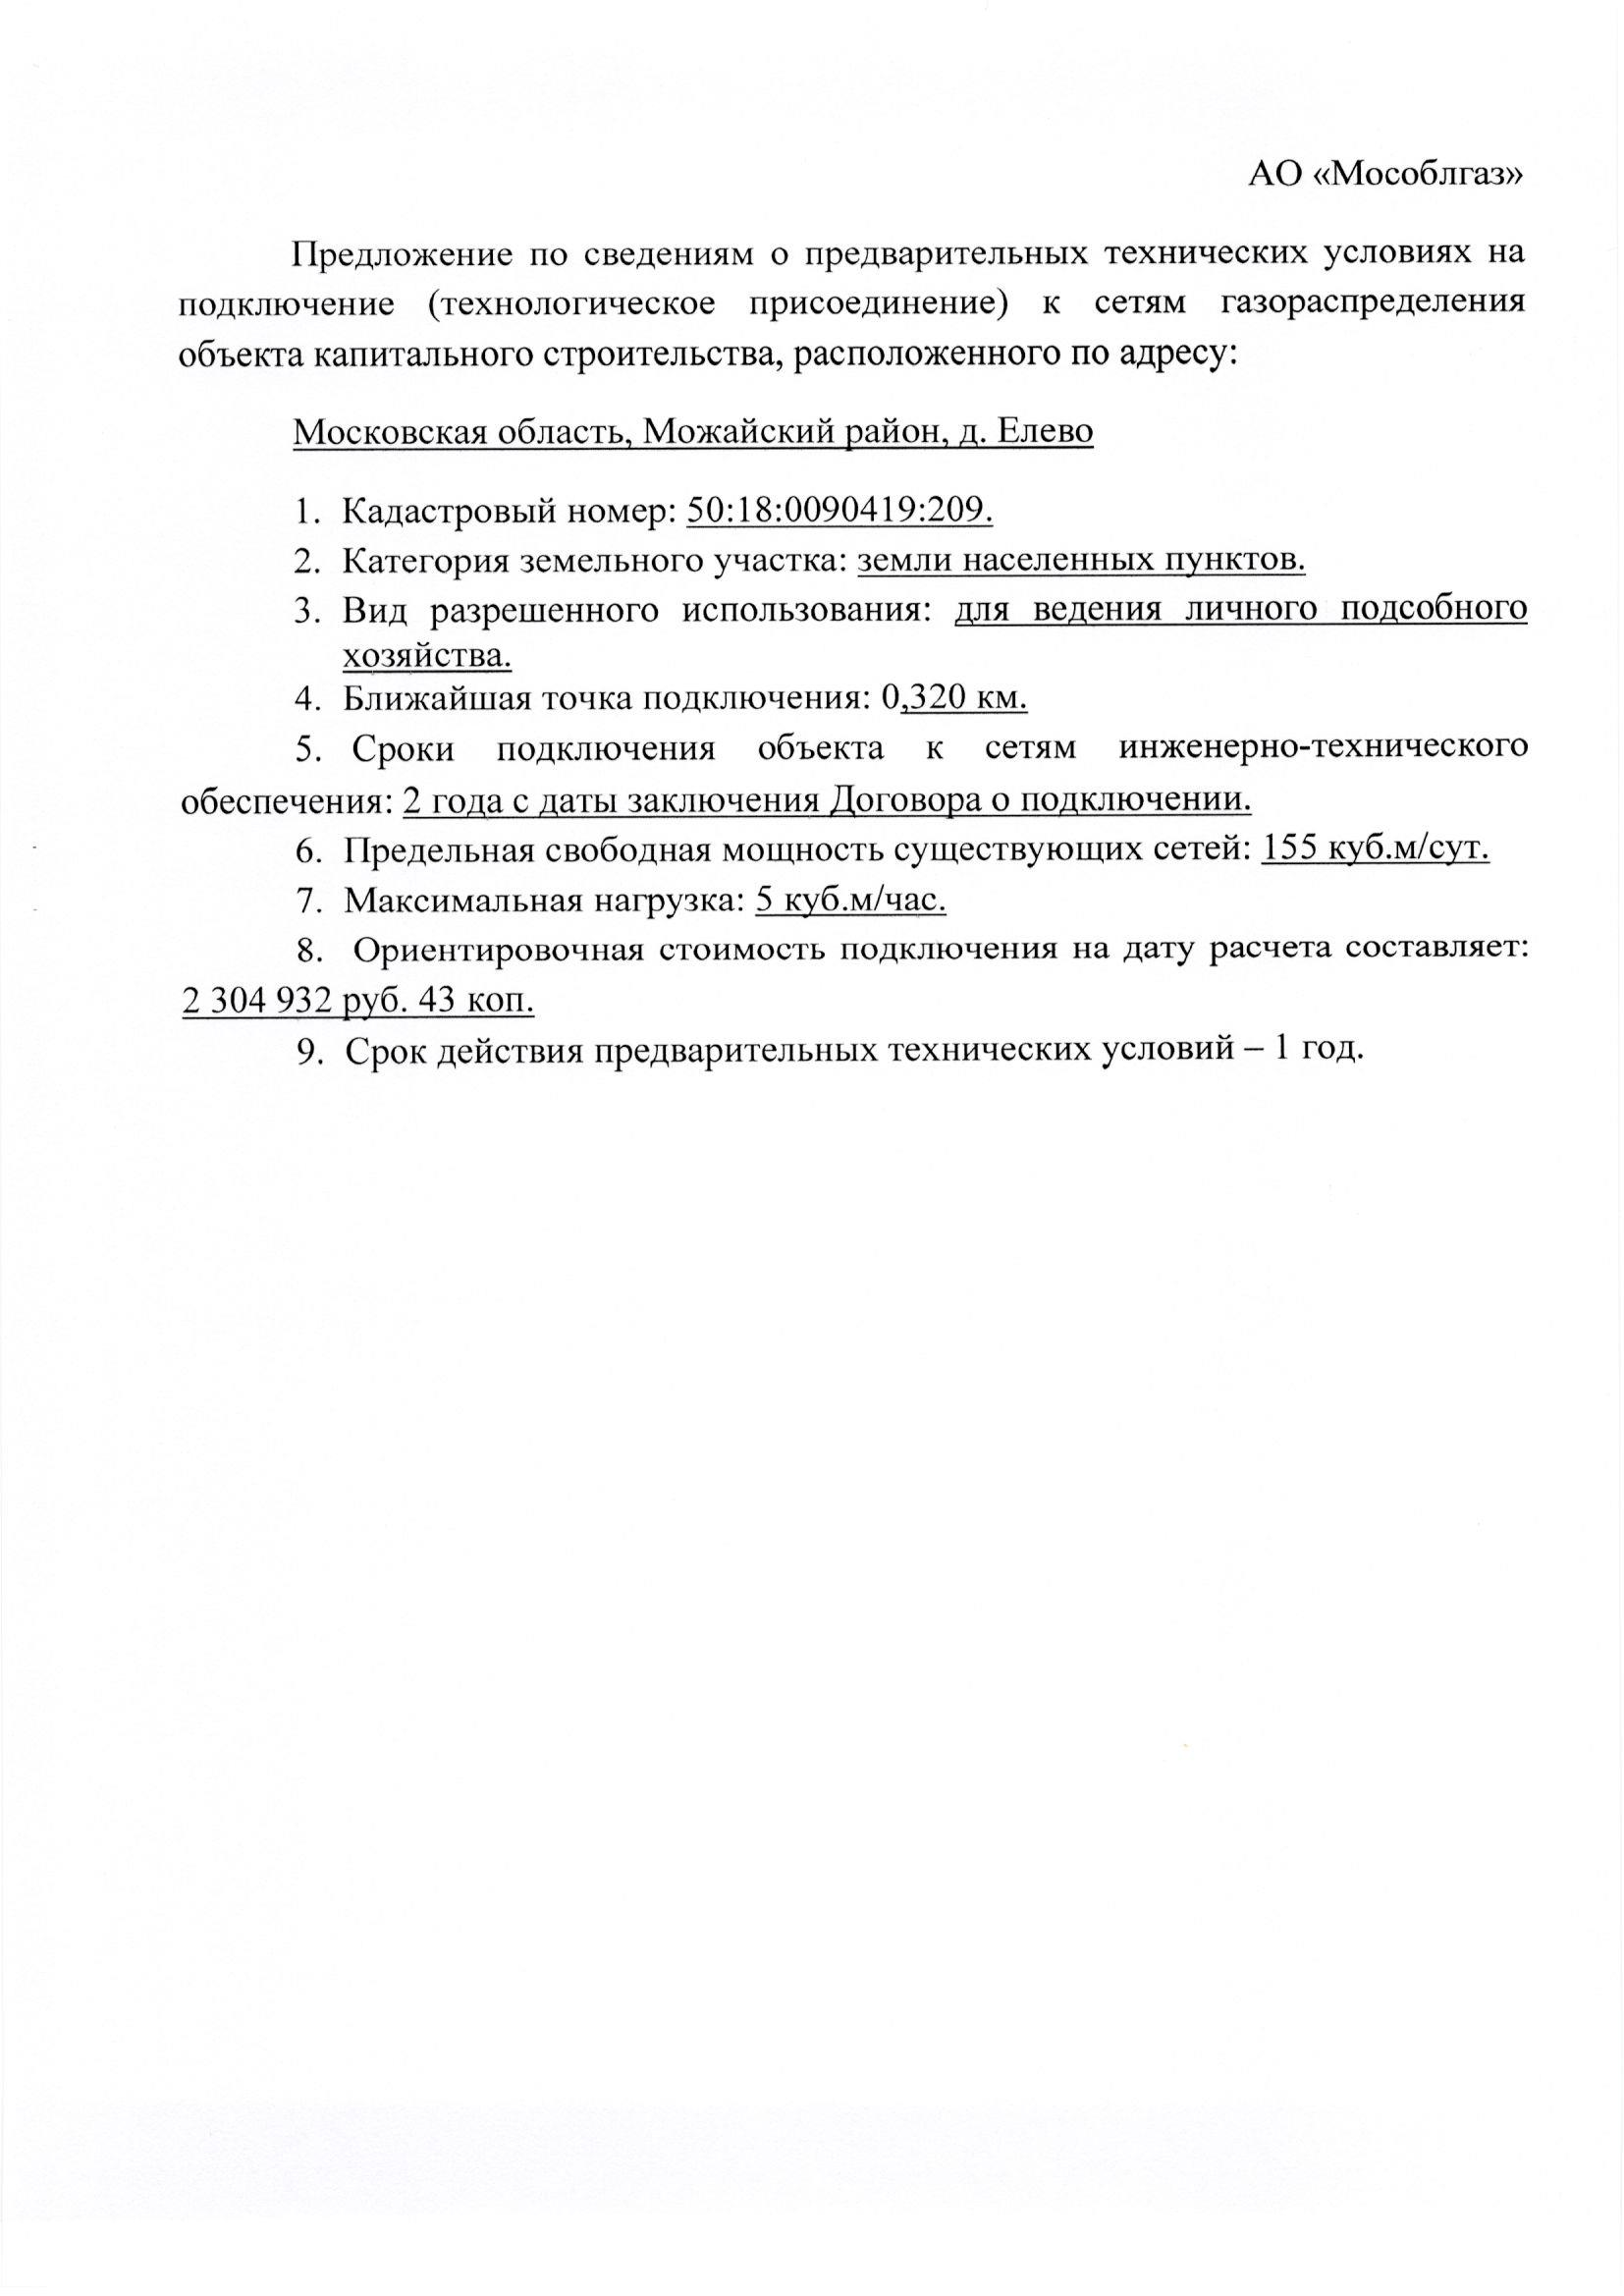 АО «Мособлгаз»
Предложение по сведениям о предварительных технических условиях на
подключение (технологическое присоединение) к сетям газораспределения
объекта капитального строительства, расположенного по адресу:
Московская область, Можайский район, д. Елево
1. Кадастровый номер: 50:18:0090419:209.
2. Категория земельного участка: земли населенных пунктов.
3. Вид разрешенного использования: для ведения личного подсобного
хозяйства.
4. Ближайшая точка подключения: 0,320 км.
5. Сроки подключения объекта к сетям инженерно-технического
обеспечения: 2 года с даты заключения Договора о подключении.
6. Предельная свободная мощность существующих сетей: 155 куб.м/сут.
7. Максимальная нагрузка: 5 куб.м/час.
8. Ориентировочная стоимость подключения на дату расчета составляет:
2 304 932 руб. 43 коп.
9. Срок действия предварительных технических условий – 1 год.